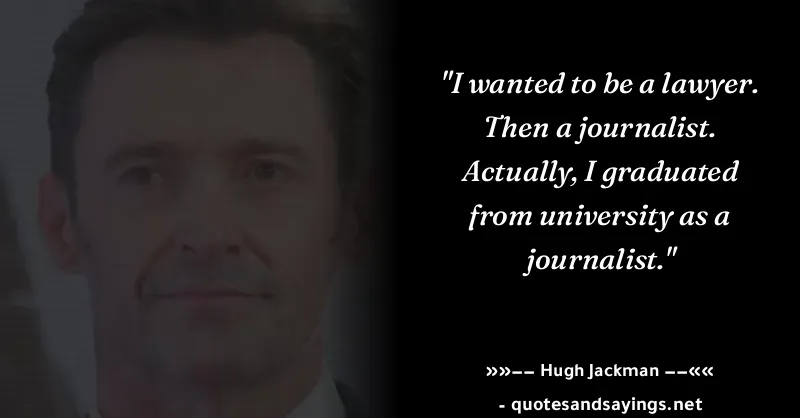 "I wanted to be a lawyer.
Then a journalist.
Actually, I graduated
from university as a
journalist."
»»−− Hugh Jackman −−««
- quotesandsayings.net